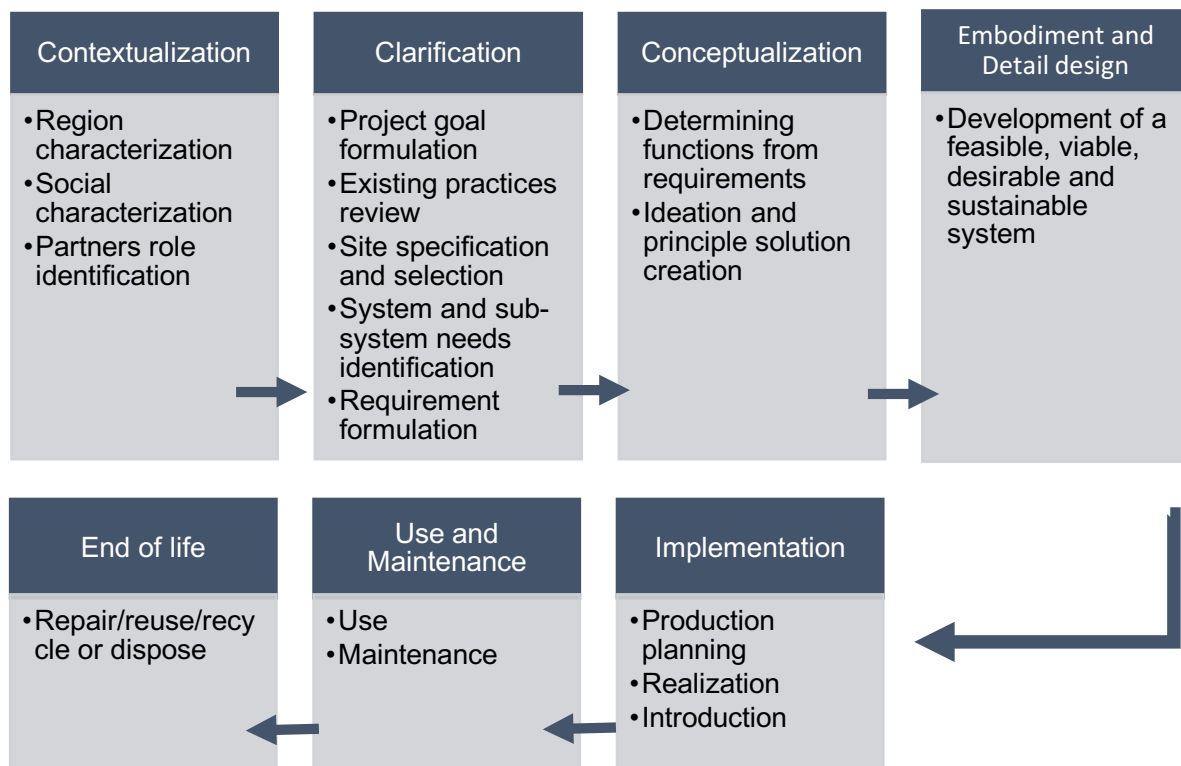 Contextualization
•Region
characterization
•Social
characterization
•Partners role
identification
Clarification
•Project goal
formulation
•Existing practices
review
•Site specification
and selection
•System and sub-
system needs
identification
•Requirement
formulation
Conceptualization
•Determining
functions from
requirements
•Ideation and
principle solution
creation
Embodiment and
Detail design
•Development of a
feasible, viable,
desirable and
sustainable
system
End of life
•Repair/reuse/recy
cle or dispose
Use and
Maintenance
•Use
•Maintenance
Implementation
•Production
planning
•Realization
•Introduction